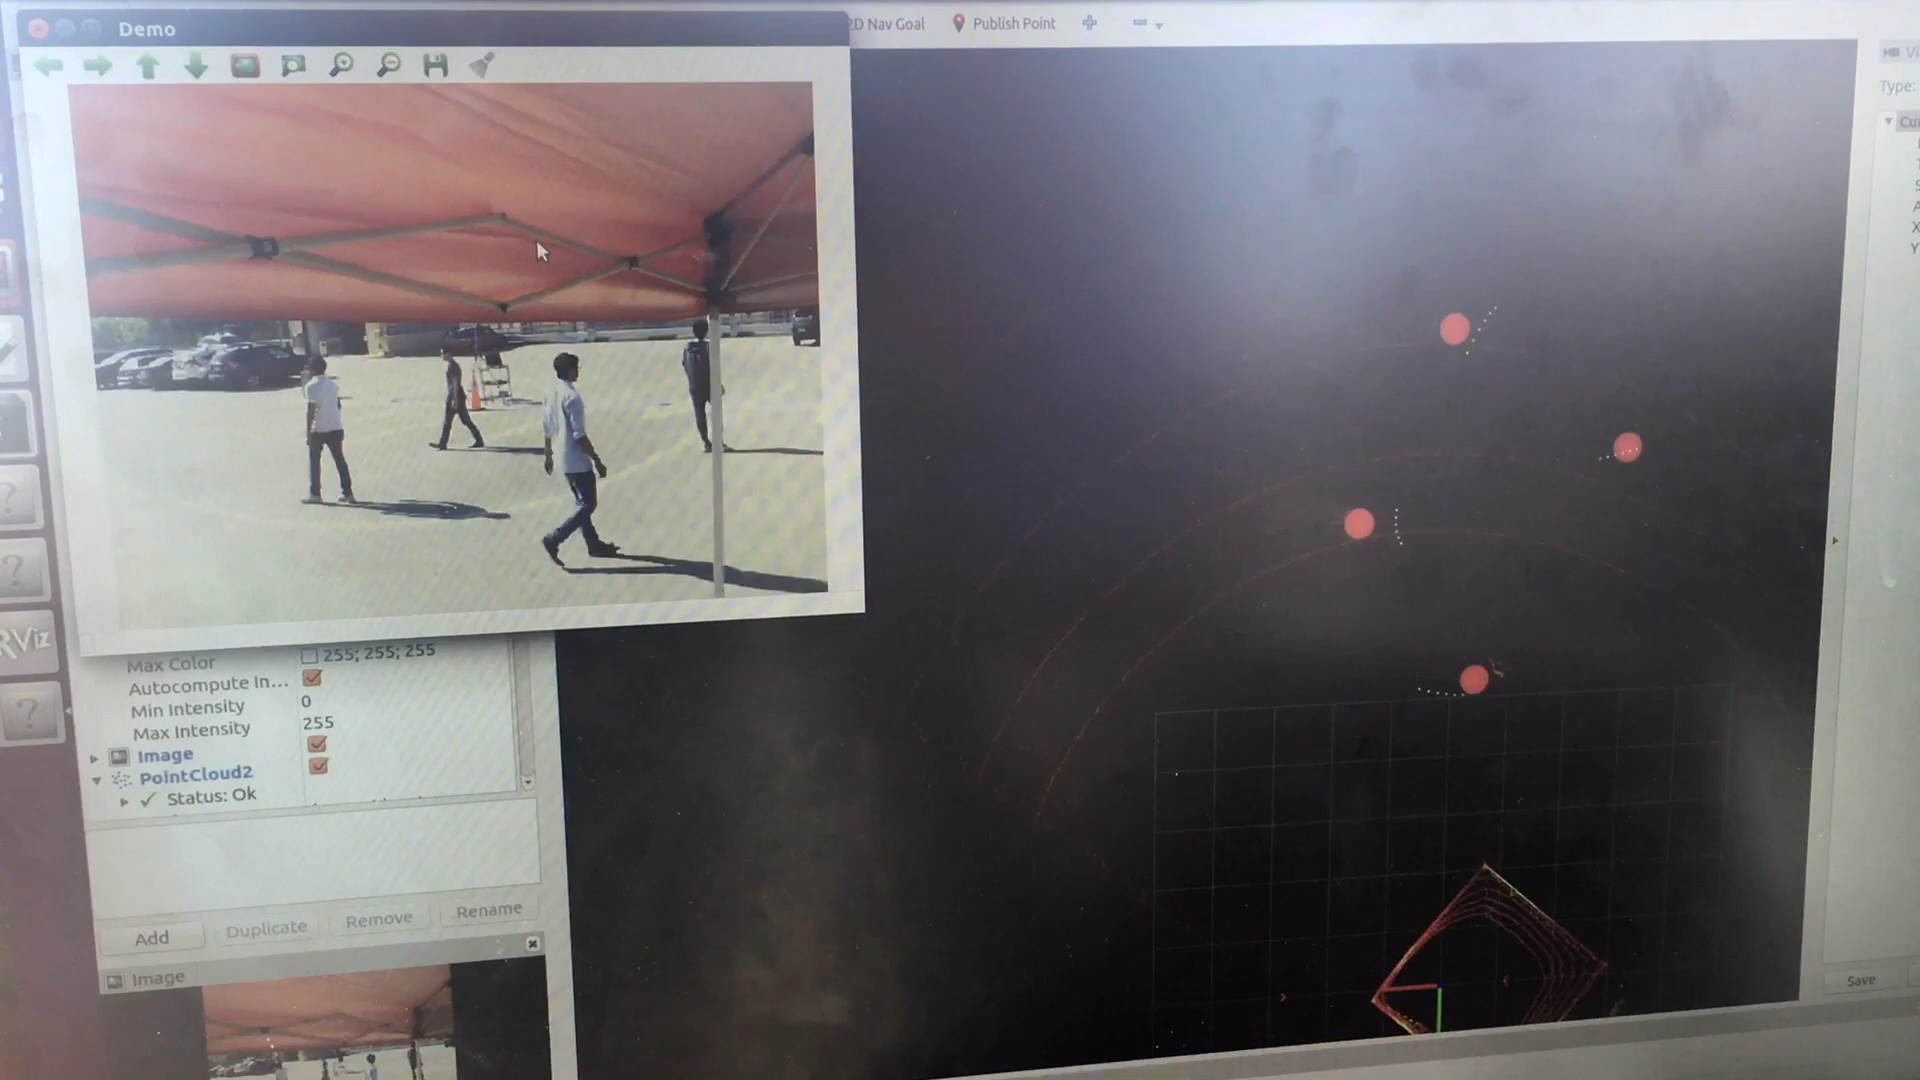 Demo
2D Nav Goal
Publish Point
Type:
Max Color
255; 255; 255
Autocompute In...
Min Intensity
0
Max Intensity
255
Image
PointCloud2
Status: Ok
Add
Duplicate
Remove
Rename
Image
RViz
?
?
?
X
Y
Save